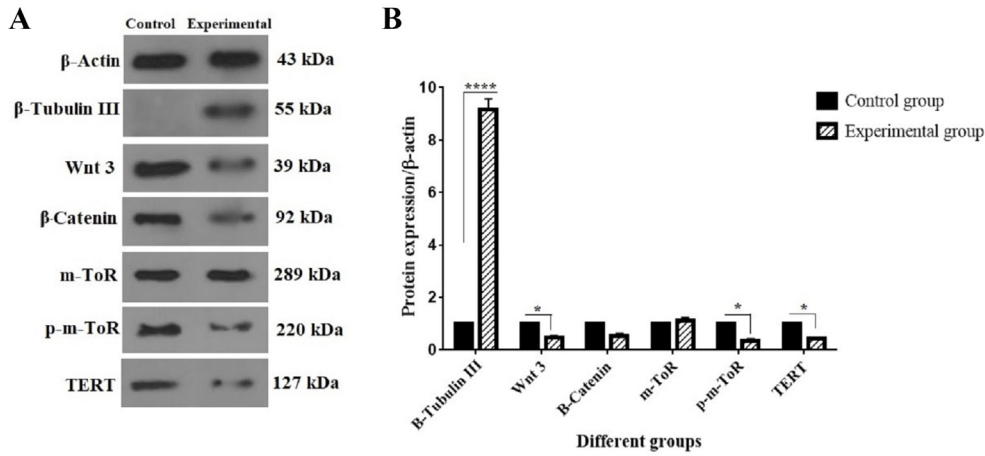 A
Control Experimental
β-Actin 43 kDa
β-Tubulin III 55 kDa
Wnt 3 39 kDa
β-Catenin 92 kDa
m-ToR 289 kDa
p-m-ToR 220 kDa
TERT 127 kDa
B
Protein expression/β-actin
10
8
6
4
2
0
****
*
*
*
B-Tubulin III
Wnt 3
B-Catenin
m-ToR
p-m-ToR
TERT
Different groups
Control group
Experimental group